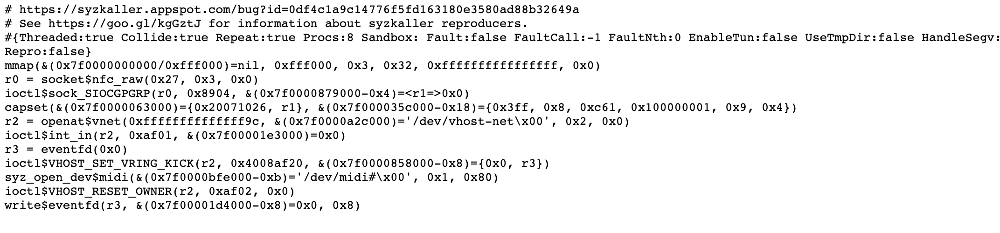 # https://syzkaller.appspot.com/bug?id=0df4c1a9c14776f5fd163180e3580ad88b32649a
# See https://goo.gl/kgGztJ for information about syzkaller reproducers.
#{Threaded:true Collide:true Repeat:true Procs:8 Sandbox: Fault:false FaultCall:-1 FaultNth:0 EnableTun:false UseTmpDir:false HandleSegv:
Repro:false}
mmap(&(0x7f0000000000/0xfff000)=nil, 0xfff000, 0x3, 0x32, 0xffffffffffffffff, 0x0)
r0 = socket$nfc_raw(0x27, 0x3, 0x0)
ioctl$sock_SIOCGPGRP(r0, 0x8904, &(0x7f0000879000-0x4)=<r1=>0x0)
capset(&(0x7f0000063000)={0x20071026, r1}, &(0x7f000035c000-0x18)={0x3ff, 0x8, 0xc61, 0x100000001, 0x9, 0x4})
r2 = openat$vnet(0xffffffffffffff9c, &(0x7f0000a2c000)='/dev/vhost-net\x00', 0x2, 0x0)
ioctl$int_in(r2, 0xaf01, &(0x7f00001e3000)=0x0)
r3 = eventfd(0x0)
ioctl$VHOST_SET_VRING_KICK(r2, 0x4008af20, &(0x7f0000858000-0x8)={0x0, r3})
syz_open_dev$midi(&(0x7f0000bfe000-0xb)='/dev/midi#\x00', 0x1, 0x80)
ioctl$VHOST_RESET_OWNER(r2, 0xaf02, 0x0)
write$eventfd(r3, &(0x7f00001d4000-0x8)=0x0, 0x8)